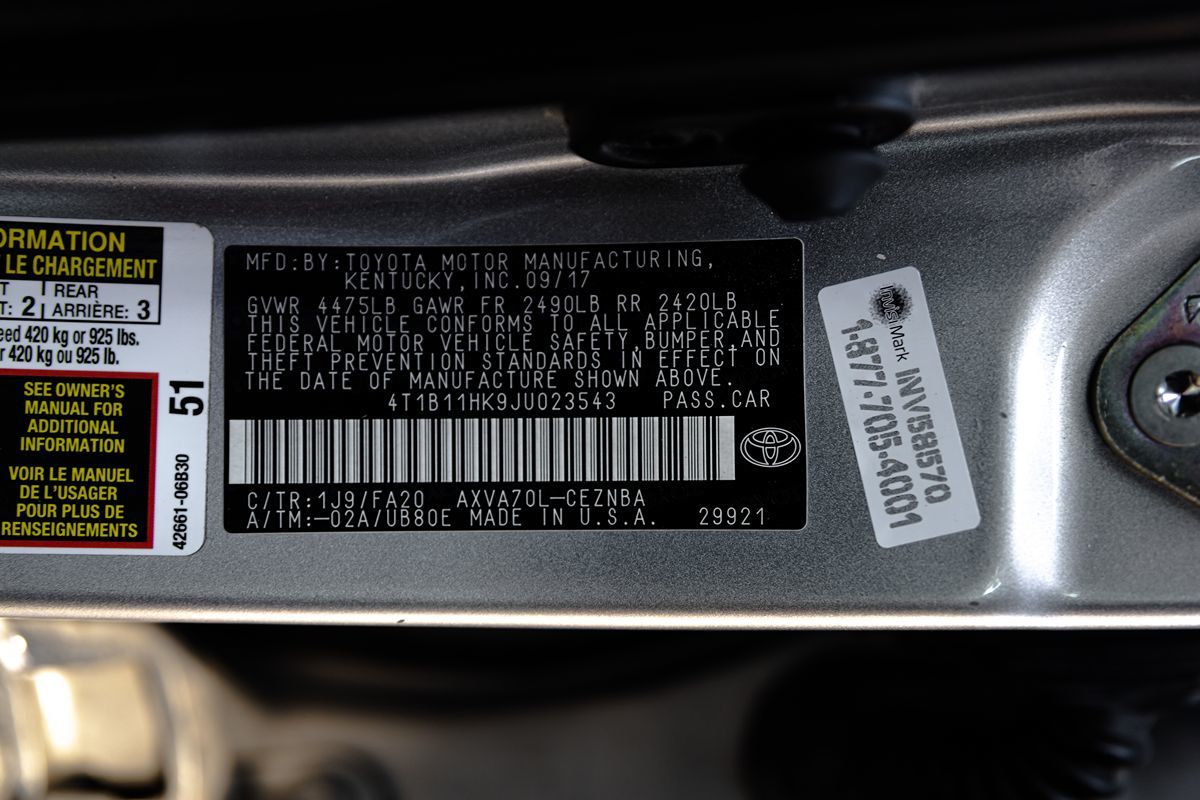 ORMATION
LE CHARGEMENT
T REAR
T: 2 ARRIÈRE: 3
eed 420 kg or 925 lbs.
r 420 kg ou 925 lb.
SEE OWNER'S
MANUAL FOR
ADDITIONAL
INFORMATION
VOIR LE MANUEL
DE L'USAGER
POUR PLUS DE
RENSEIGNEMENTS
51
42661-06B30
MFD.BY:TOYOTA MOTOR MANUFACTURING,
KENTUCKY, INC.09/17
GVWR 4475LB GAWR FR 2490LB RR 2420LB
THIS VEHICLE CONFORMS TO ALL APPLICABLE
FEDERAL MOTOR VEHICLE SAFETY,BUMPER,AND
THEFT PREVENTION STANDARDS IN EFFECT ON
THE DATE OF MANUFACTURE SHOWN ABOVE.
4T1B11HK9JU023543 PASS.CAR
C/TR:1J9/FA20 AXVA70L-CEZNBA
A/TM:-02A/UB80E MADE IN U.S.A. 29921
InvisiMark
INV581570
1-877-705-40001